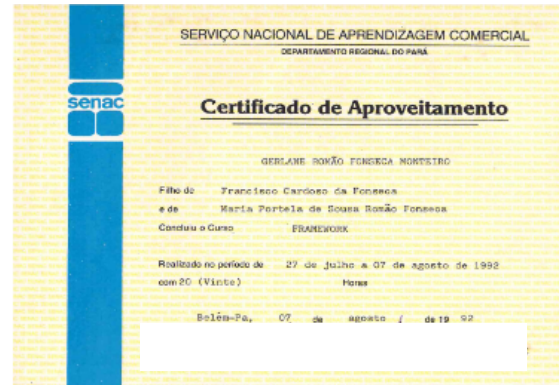 SERVIÇO NACIONAL DE APRENDIZAGEM COMERCIAL
DEPARTAMENTO REGIONAL DO PARÁ
senac
Certificado de Aproveitamento
GERLANE ROMÃO FONSECA MONTEIRO
Filho de Francisco Cardoso da Fonseca
e de Maria Portela de Sousa Romão Fonseca
Concluiu o Curso FRAMEWORK
Realizado no período de 27 de julho a 07 de agosto de 1992
com 20 (Vinte) Horas
Belém-Pa, 07 de agosto / de 19 92